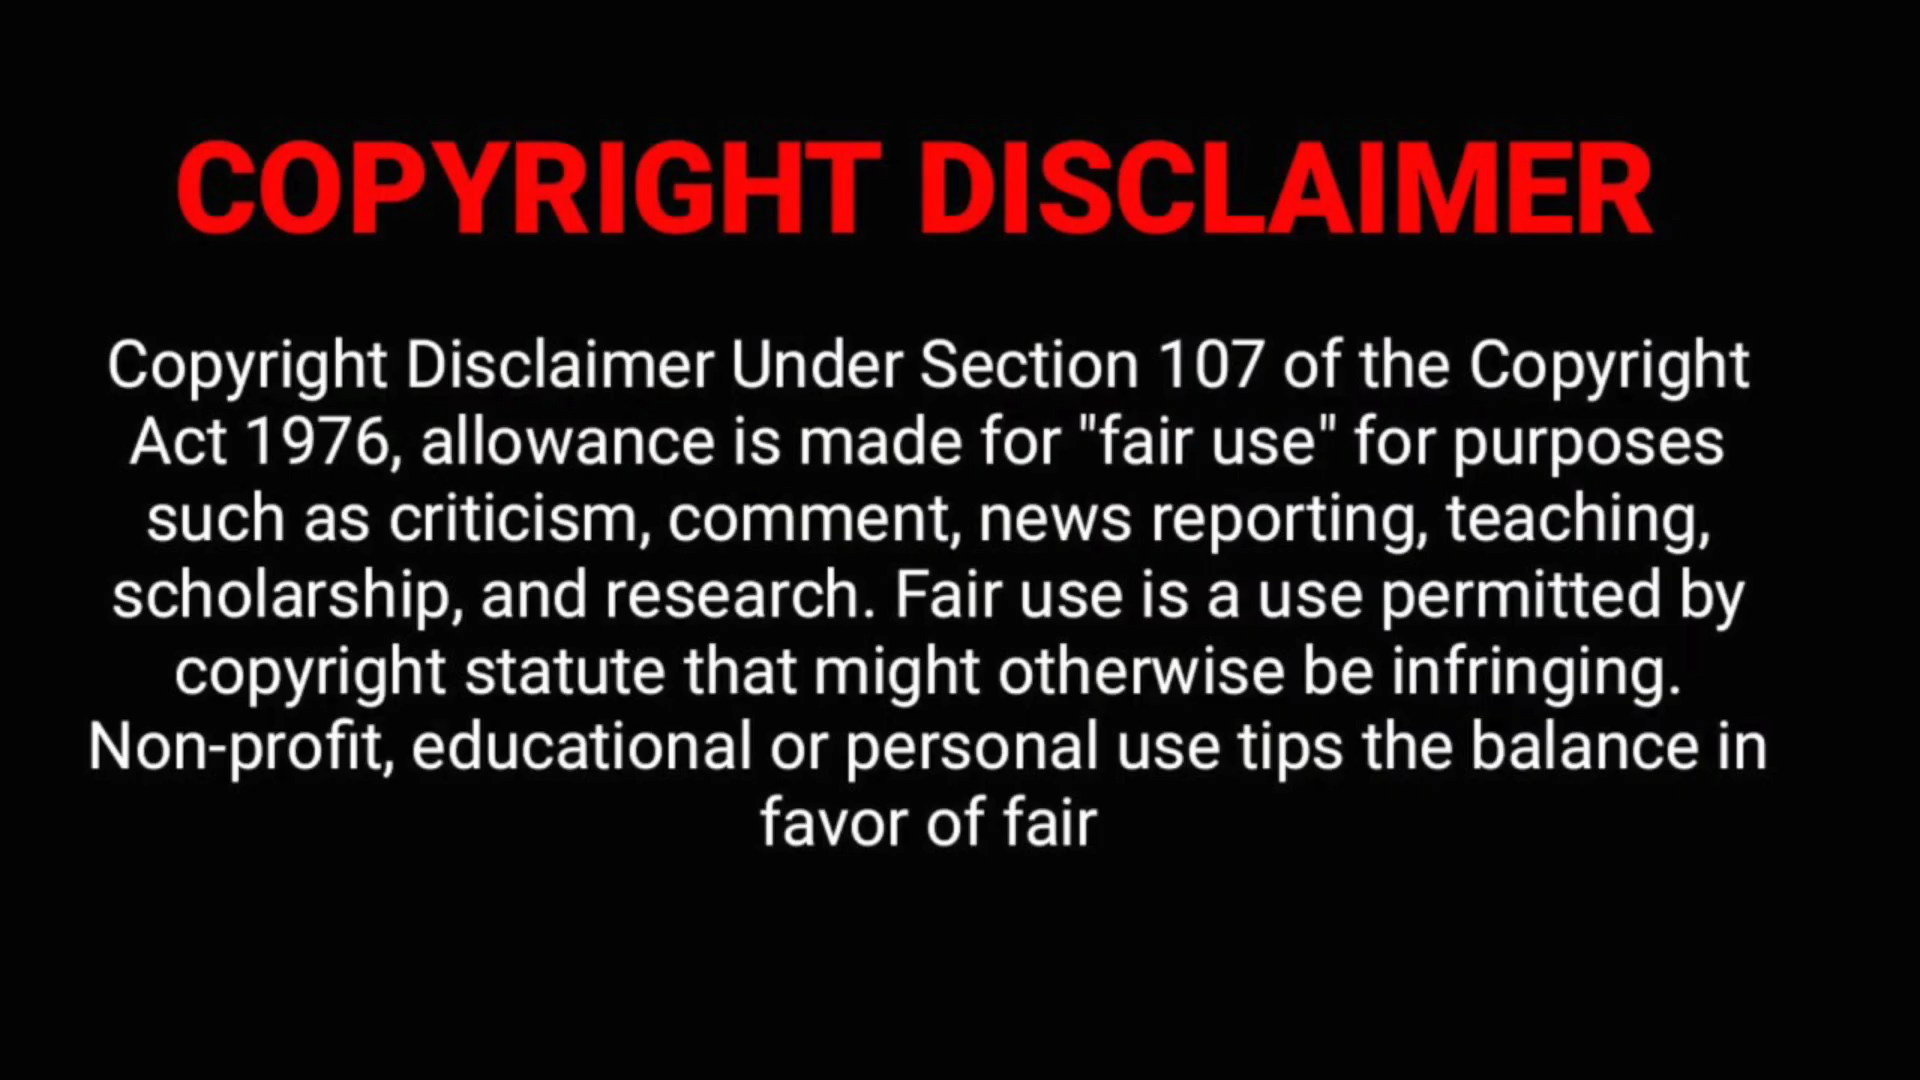 COPYRIGHT DISCLAIMER
Copyright Disclaimer Under Section 107 of the Copyright
Act 1976, allowance is made for "fair use" for purposes
such as criticism, comment, news reporting, teaching,
scholarship, and research. Fair use is a use permitted by
copyright statute that might otherwise be infringing.
Non-profit, educational or personal use tips the balance in
favor of fair